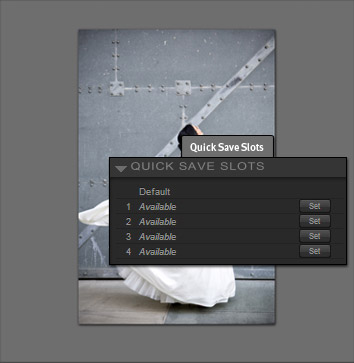 Quick Save Slots
QUICK SAVE SLOTS
Default
1 Available Set
2 Available Set
3 Available Set
4 Available Set